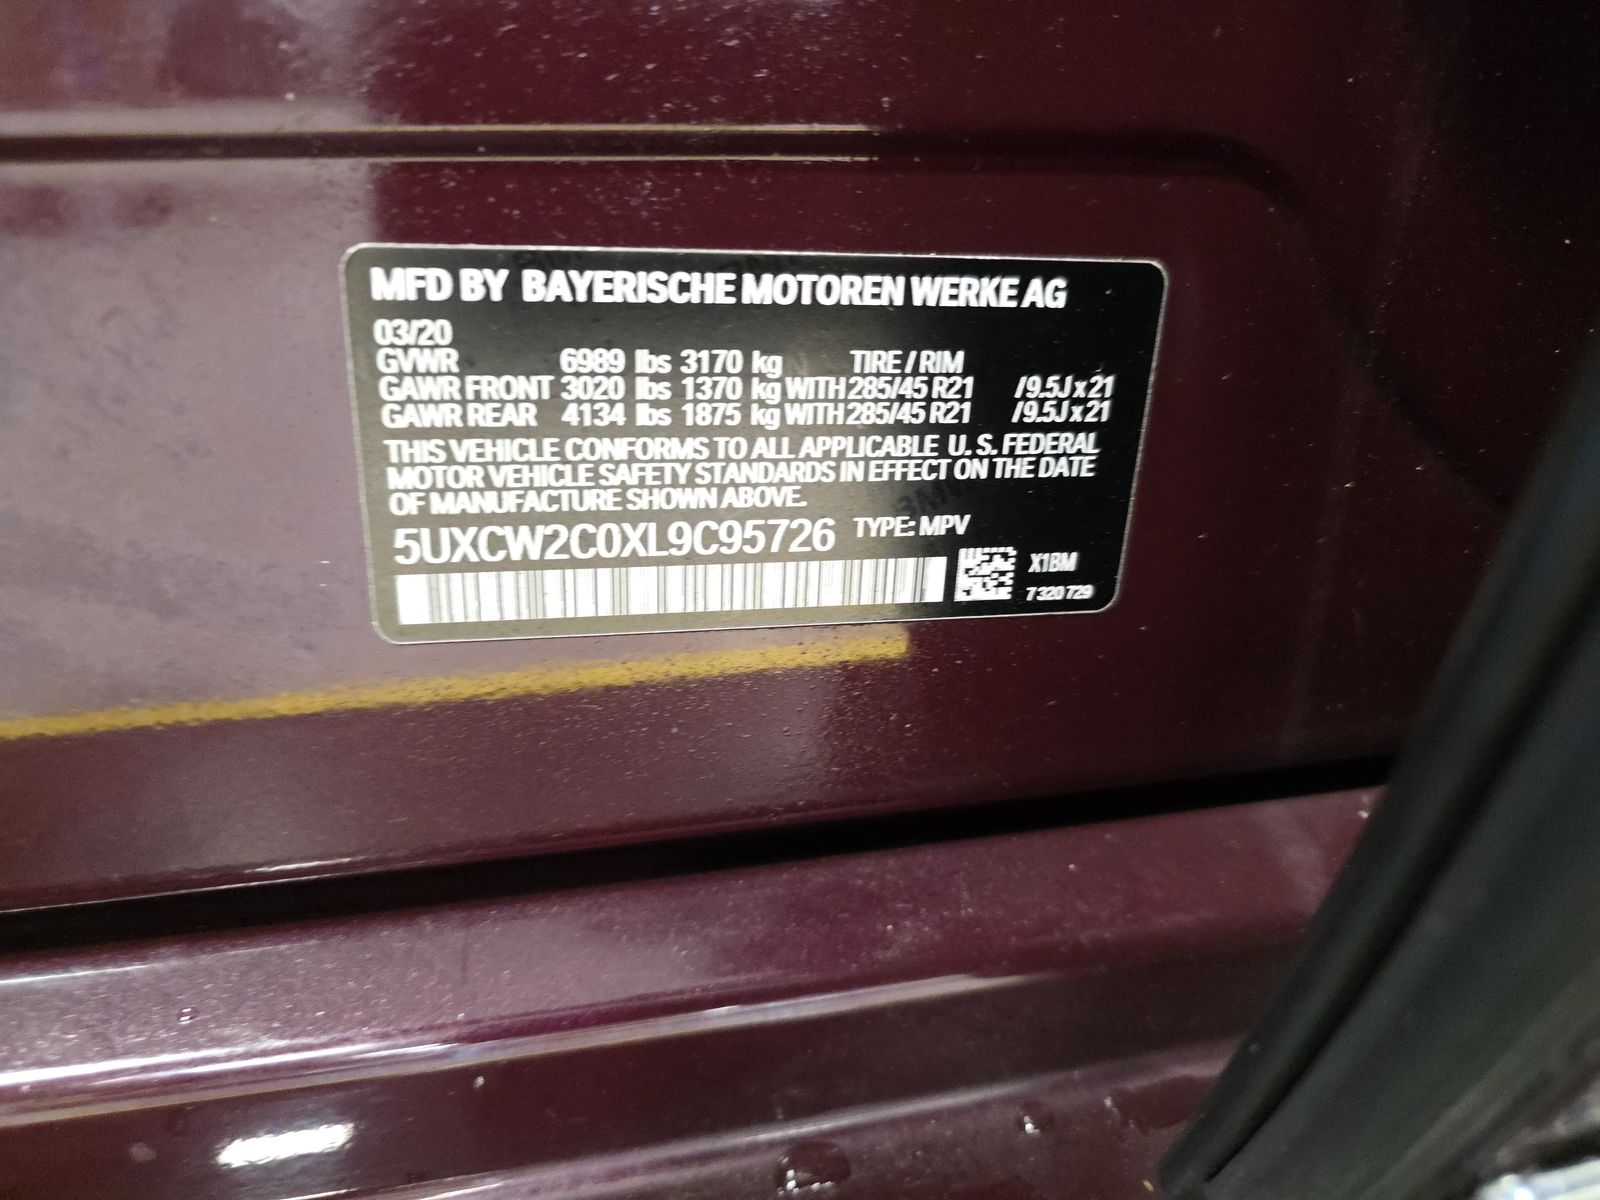 MFD BY BAYERISCHE MOTOREN WERKE AG
03/20
GVWR 6989 lbs 3170 kg TIRE / RIM
GAWR FRONT 3020 lbs 1370 kg WITH 285/45 R21 /9.5J x 21
GAWR REAR 4134 lbs 1875 kg WITH 285/45 R21 /9.5J x 21
THIS VEHICLE CONFORMS TO ALL APPLICABLE U. S. FEDERAL
MOTOR VEHICLE SAFETY STANDARDS IN EFFECT ON THE DATE
OF MANUFACTURE SHOWN ABOVE.
5UXCW2C0XL9C95726 TYPE: MPV
X1BM
7 320 729